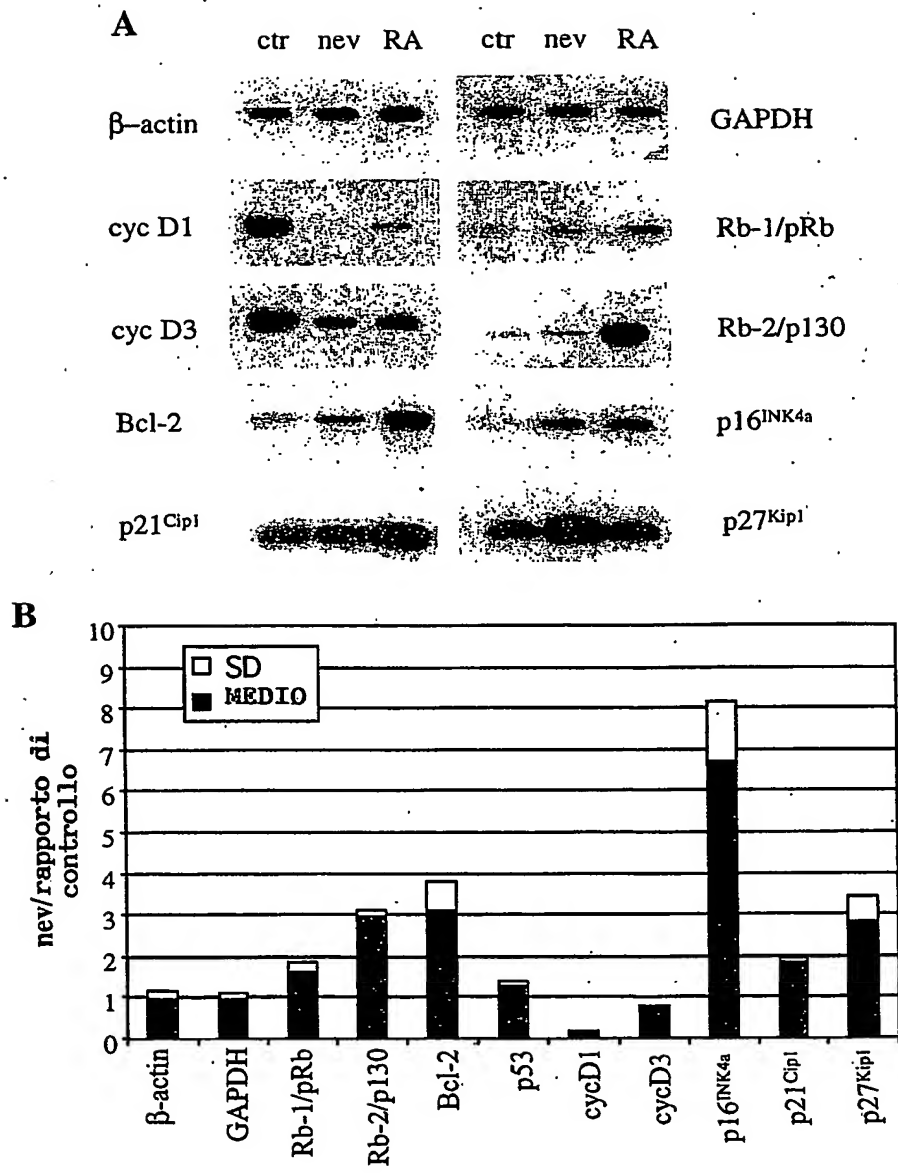 A
ctr nev RA ctr nev RA
β-actin GAPDH
cyc D1 Rb-1/pRb
cyc D3 Rb-2/p130
Bcl-2 p16INK4a
p21Cip1 p27Kip1
B
10
9
8
7
6
5
4
3
2
1
0
nev/rapporto di
controllo
SD
MEDIO
β-actin
GAPDH
Rb-1/pRb
Rb-2/p130
Bcl-2
p53
cycD1
cycD3
p16INK4a
p21Cip1
p27Kip1